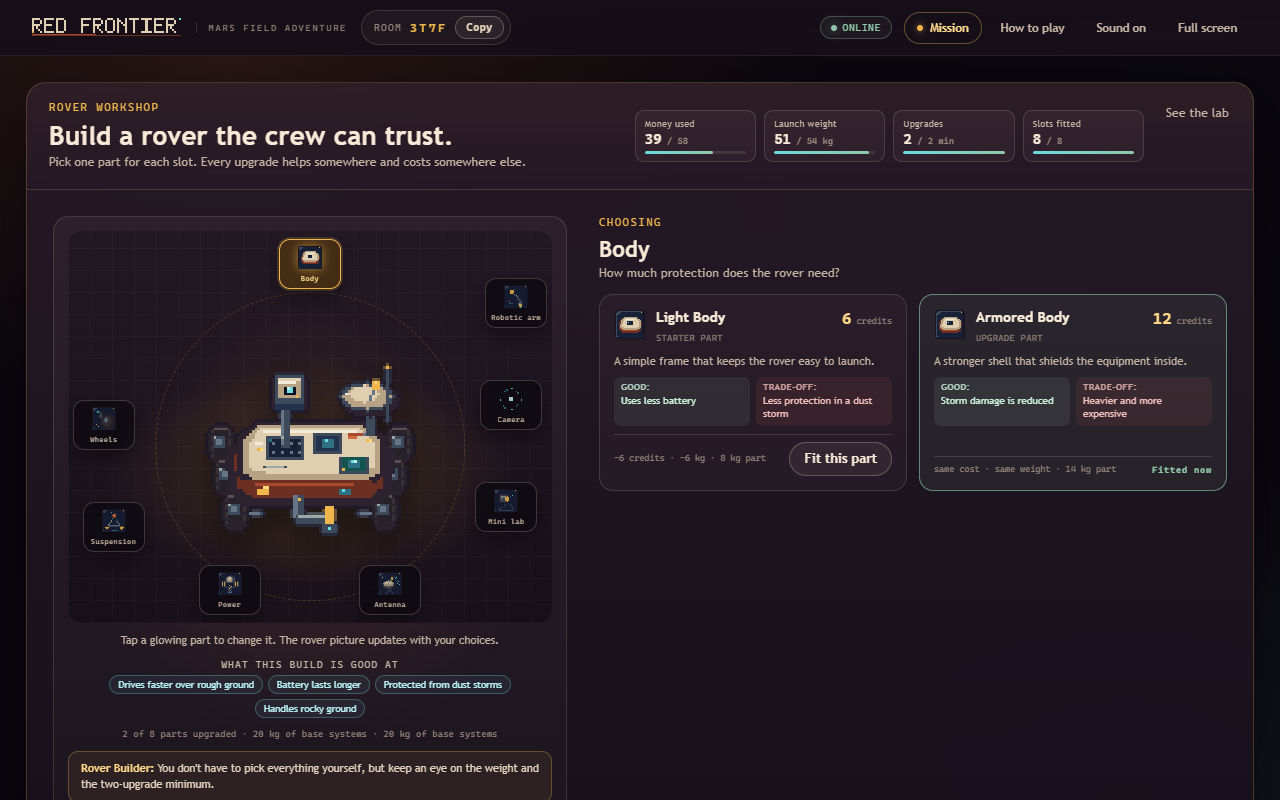 RED FRONTIER
MARS FIELD ADVENTURE
ROOM 3T7F Copy
ONLINE
Mission
How to play
Sound on
Full screen
ROVER WORKSHOP
Build a rover the crew can trust.
Pick one part for each slot. Every upgrade helps somewhere and costs somewhere else.
Money used
39 / 58
Launch weight
51 / 54 kg
Upgrades
2 / 2 min
Slots fitted
8 / 8
See the lab
Body
Robotic arm
Camera
Wheels
Mini lab
Suspension
Power
Antenna
Tap a glowing part to change it. The rover picture updates with your choices.
WHAT THIS BUILD IS GOOD AT
Drives faster over rough ground
Battery lasts longer
Protected from dust storms
Handles rocky ground
2 of 8 parts upgraded · 20 kg of base systems · 20 kg of base systems
Rover Builder: You don't have to pick everything yourself, but keep an eye on the weight and
the two-upgrade minimum.
CHOOSING
Body
How much protection does the rover need?
Light Body
6 credits
STARTER PART
A simple frame that keeps the rover easy to launch.
GOOD:
Uses less battery
TRADE-OFF:
Less protection in a dust
storm
−6 credits · −6 kg · 8 kg part
Fit this part
Armored Body
12 credits
UPGRADE PART
A stronger shell that shields the equipment inside.
GOOD:
Storm damage is reduced
TRADE-OFF:
Heavier and more
expensive
same cost · same weight · 14 kg part
Fitted now